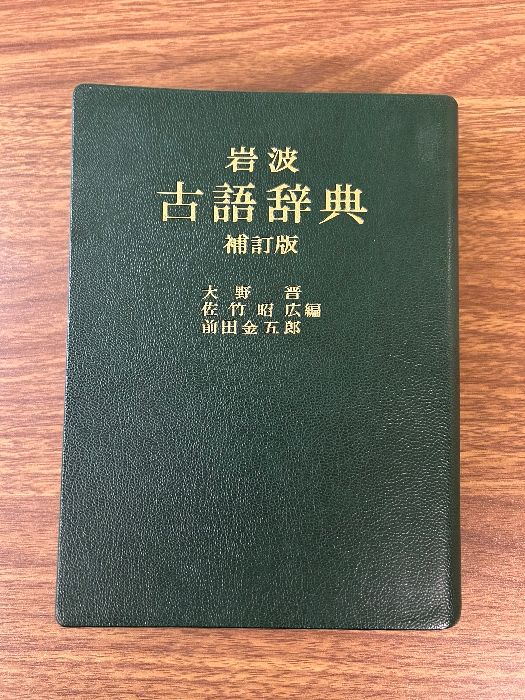 岩波
古語辞典
補訂版
大野晋
佐竹昭広編
前田金五郎